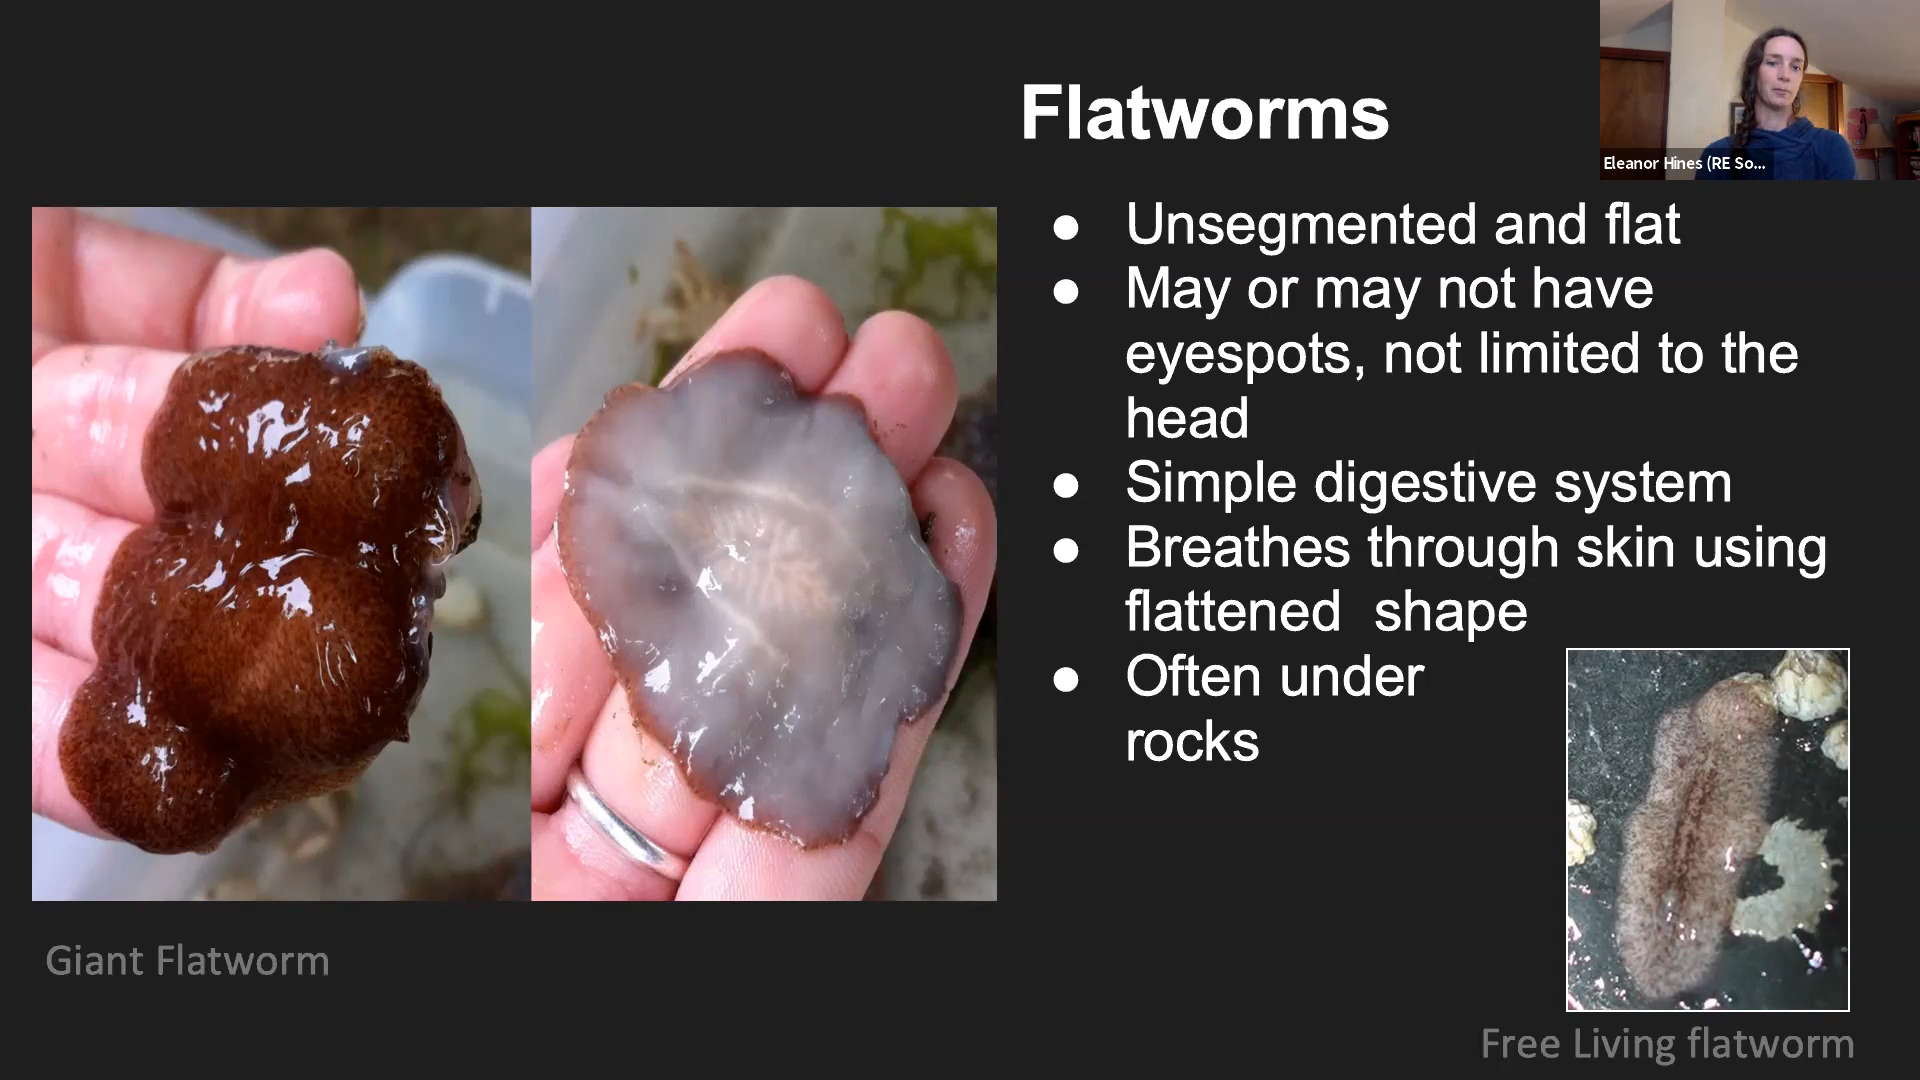 Flatworms
Eleanor Hines (RE So...
● Unsegmented and flat
● May or may not have
eyespots, not limited to the
head
● Simple digestive system
● Breathes through skin using
flattened  shape
● Often under
rocks
Giant Flatworm
Free Living flatworm